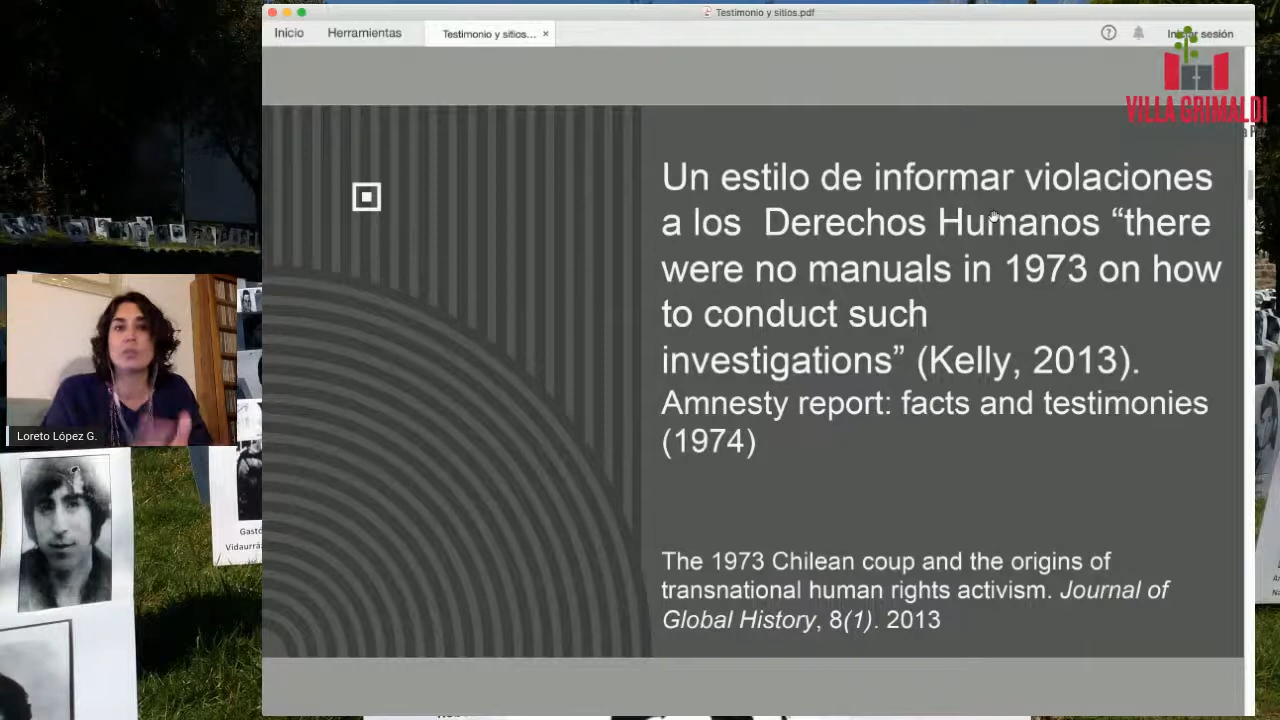 Testimonio y sitios.pdf
Inicio
Herramientas
Testimonio y sitios... ×
sesión
VILLA GRIMALDI
Un estilo de informar violaciones
a los Derechos Humanos “there
were no manuals in 1973 on how
to conduct such
investigations” (Kelly, 2013).
Amnesty report: facts and testimonies
(1974)
The 1973 Chilean coup and the origins of
transnational human rights activism. Journal of
Global History, 8(1). 2013
Loreto López G.